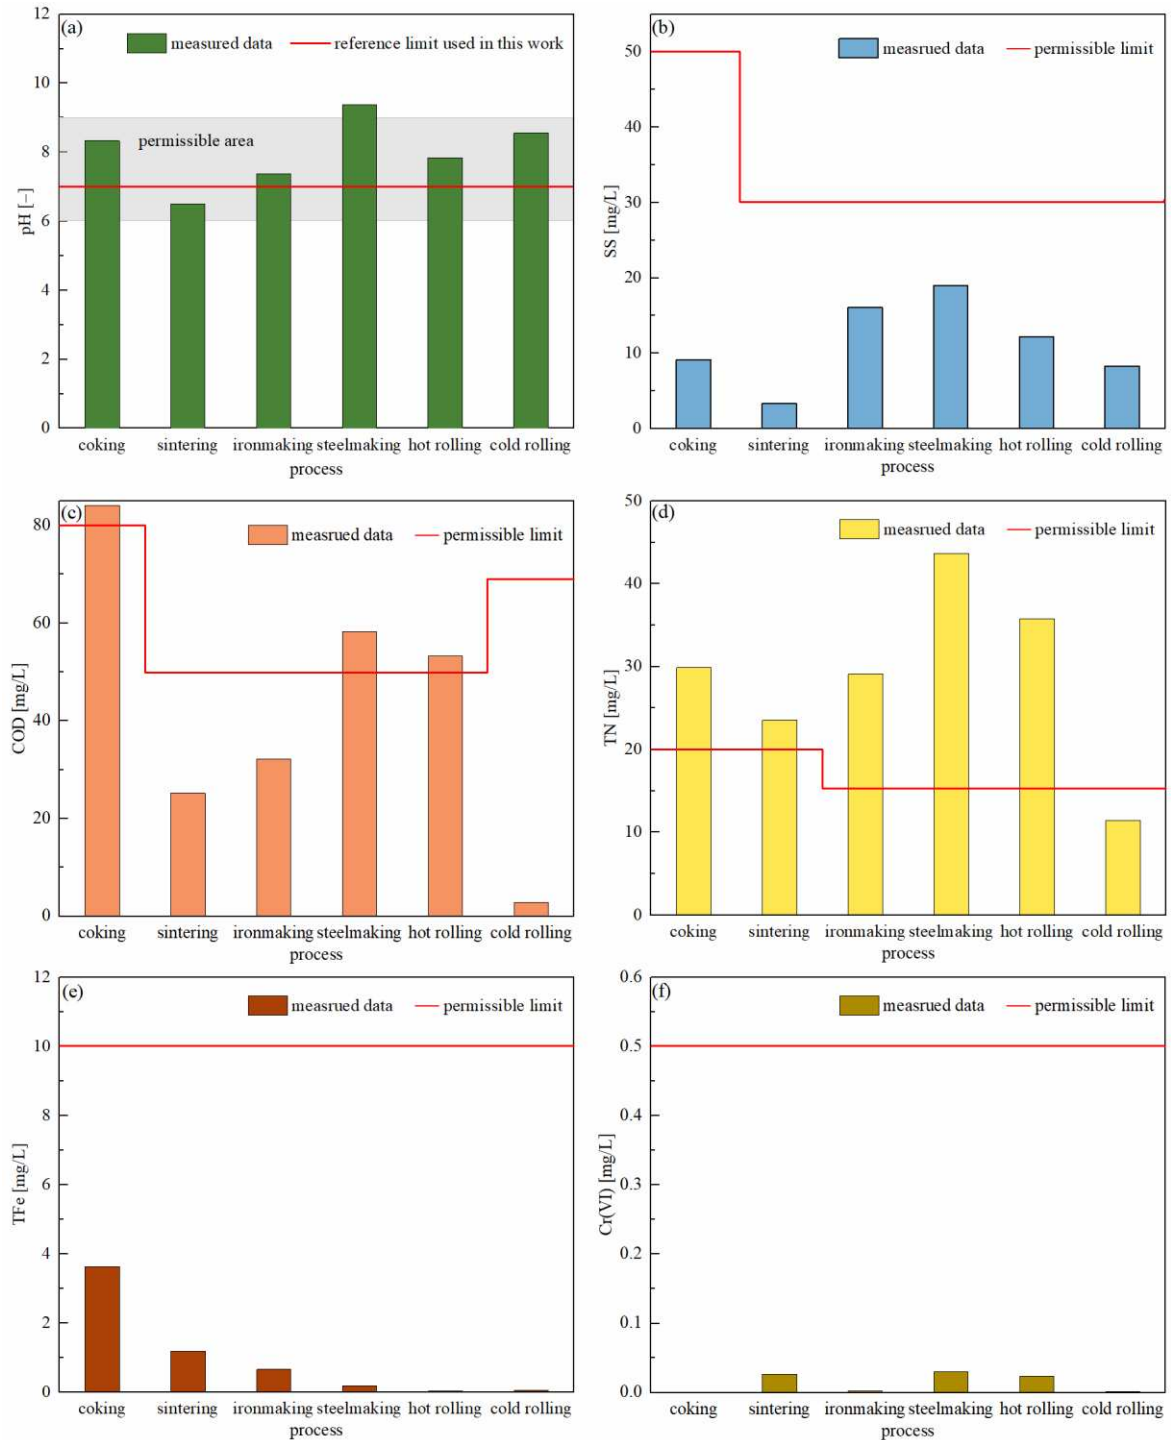 (a)
measured data
reference limit used in this work
permissible area
pH [−]
12
10
8
6
4
2
0
coking sintering ironmaking steelmaking hot rolling cold rolling
process
(b)
measrued data
permissible limit
SS [mg/L]
50
40
30
20
10
0
coking sintering ironmaking steelmaking hot rolling cold rolling
process
(c)
measrued data
permissible limit
COD [mg/L]
80
60
40
20
0
coking sintering ironmaking steelmaking hot rolling cold rolling
process
(d)
measrued data
permissible limit
TN [mg/L]
50
40
30
20
10
0
coking sintering ironmaking steelmaking hot rolling cold rolling
process
(e)
measrued data
permissible limit
TFe [mg/L]
12
10
8
6
4
2
0
coking sintering ironmaking steelmaking hot rolling cold rolling
process
(f)
measrued data
permissible limit
Cr(VI) [mg/L]
0.6
0.5
0.4
0.3
0.2
0.1
0.0
coking sintering ironmaking steelmaking hot rolling cold rolling
process